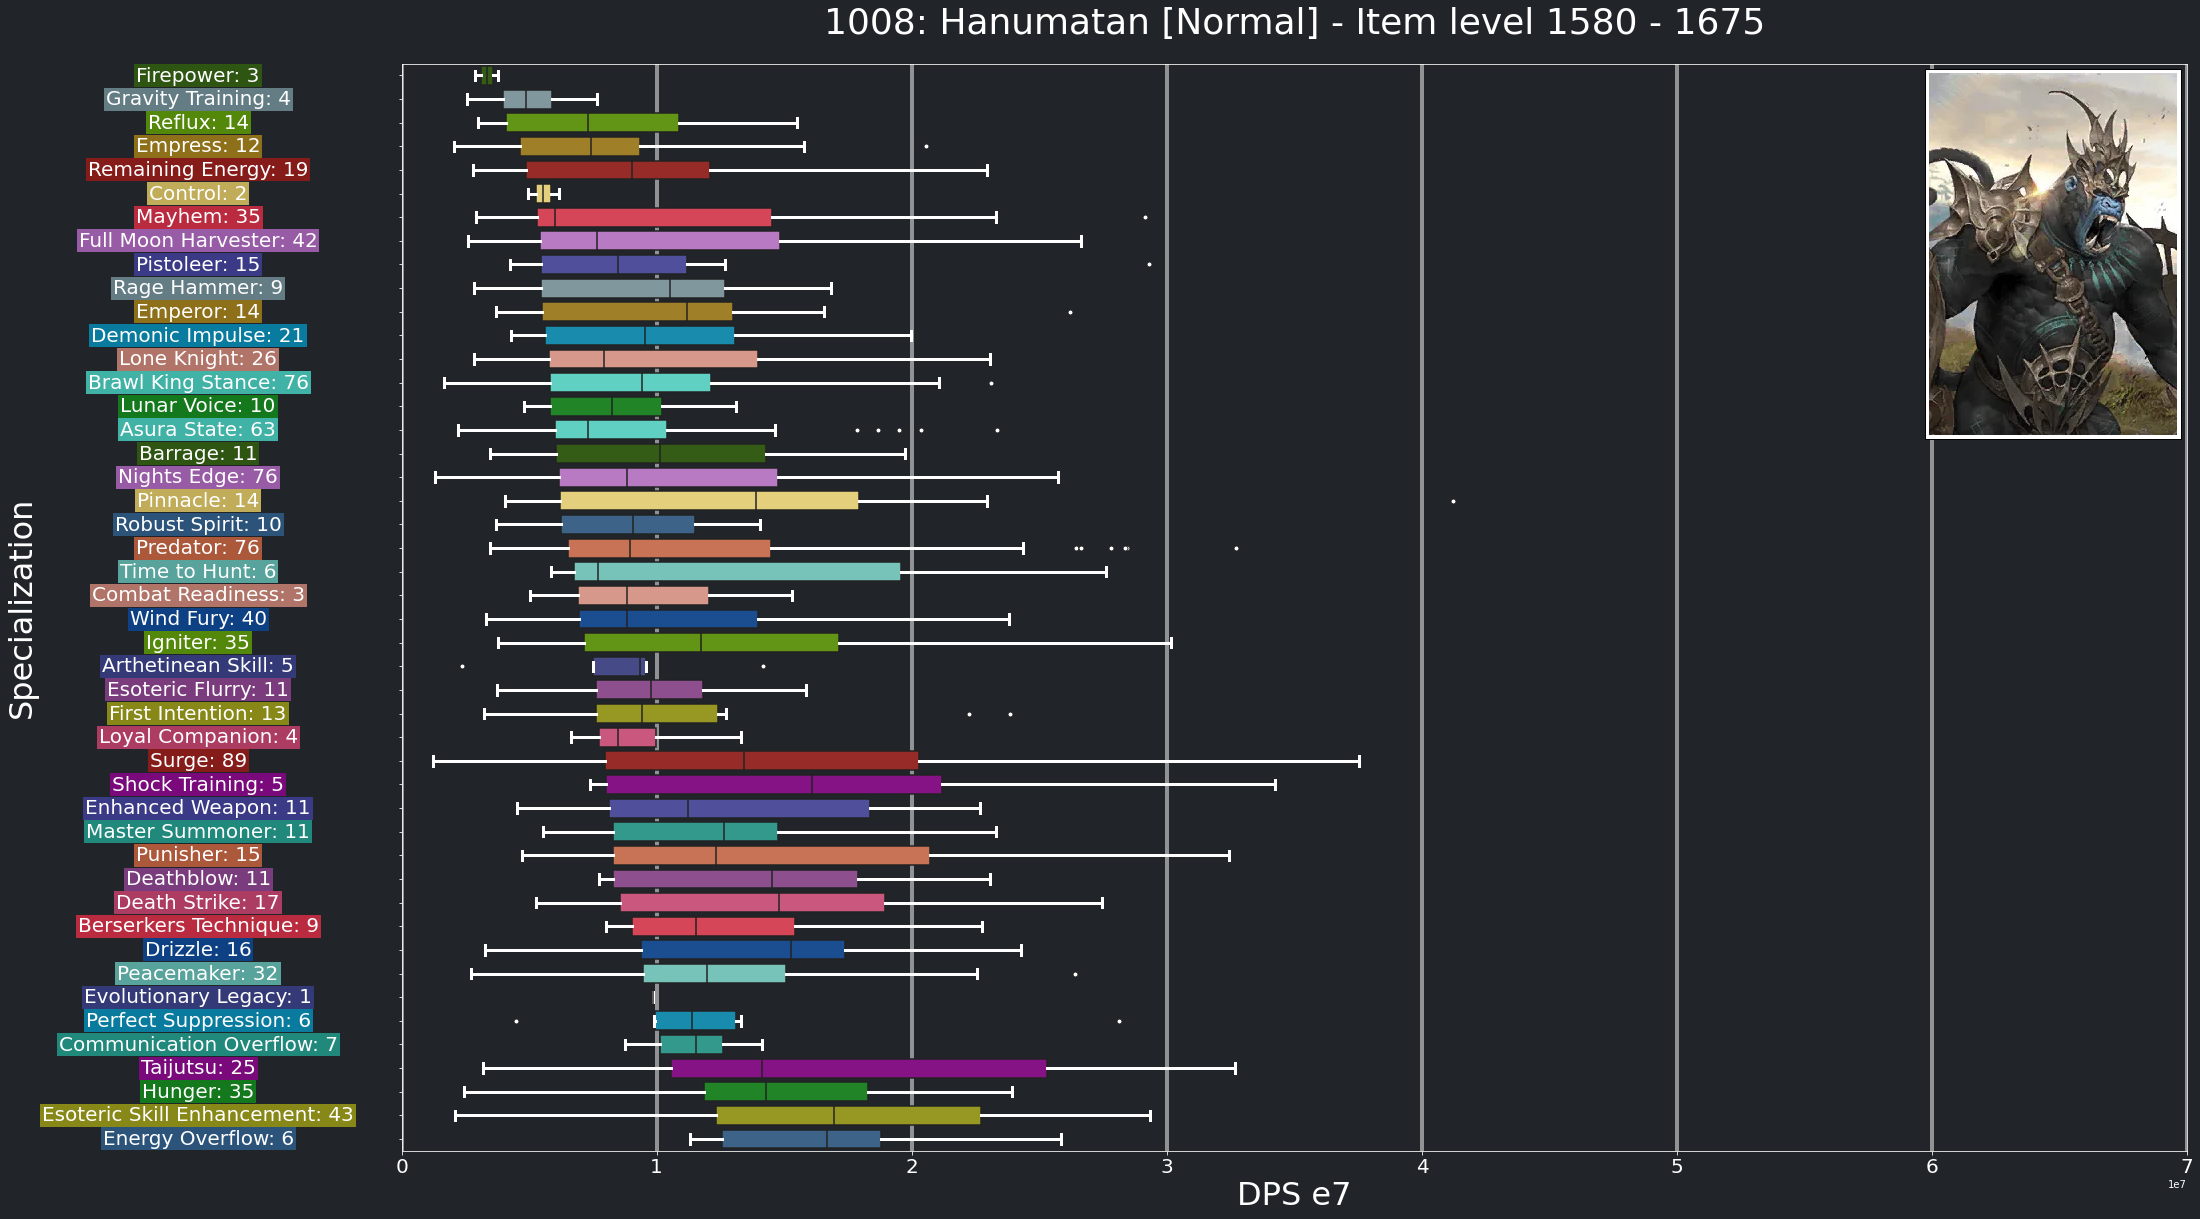 1008: Hanumatan [Normal] - Item level 1580 - 1675
Specialization
Firepower: 3
Gravity Training: 4
Reflux: 14
Empress: 12
Remaining Energy: 19
Control: 2
Mayhem: 35
Full Moon Harvester: 42
Pistoleer: 15
Rage Hammer: 9
Emperor: 14
Demonic Impulse: 21
Lone Knight: 26
Brawl King Stance: 76
Lunar Voice: 10
Asura State: 63
Barrage: 11
Nights Edge: 76
Pinnacle: 14
Robust Spirit: 10
Predator: 76
Time to Hunt: 6
Combat Readiness: 3
Wind Fury: 40
Igniter: 35
Arthetinean Skill: 5
Esoteric Flurry: 11
First Intention: 13
Loyal Companion: 4
Surge: 89
Shock Training: 5
Enhanced Weapon: 11
Master Summoner: 11
Punisher: 15
Deathblow: 11
Death Strike: 17
Berserkers Technique: 9
Drizzle: 16
Peacemaker: 32
Evolutionary Legacy: 1
Perfect Suppression: 6
Communication Overflow: 7
Taijutsu: 25
Hunger: 35
Esoteric Skill Enhancement: 43
Energy Overflow: 6
0 1 2 3 4 5 6 7
1e7
DPS e7